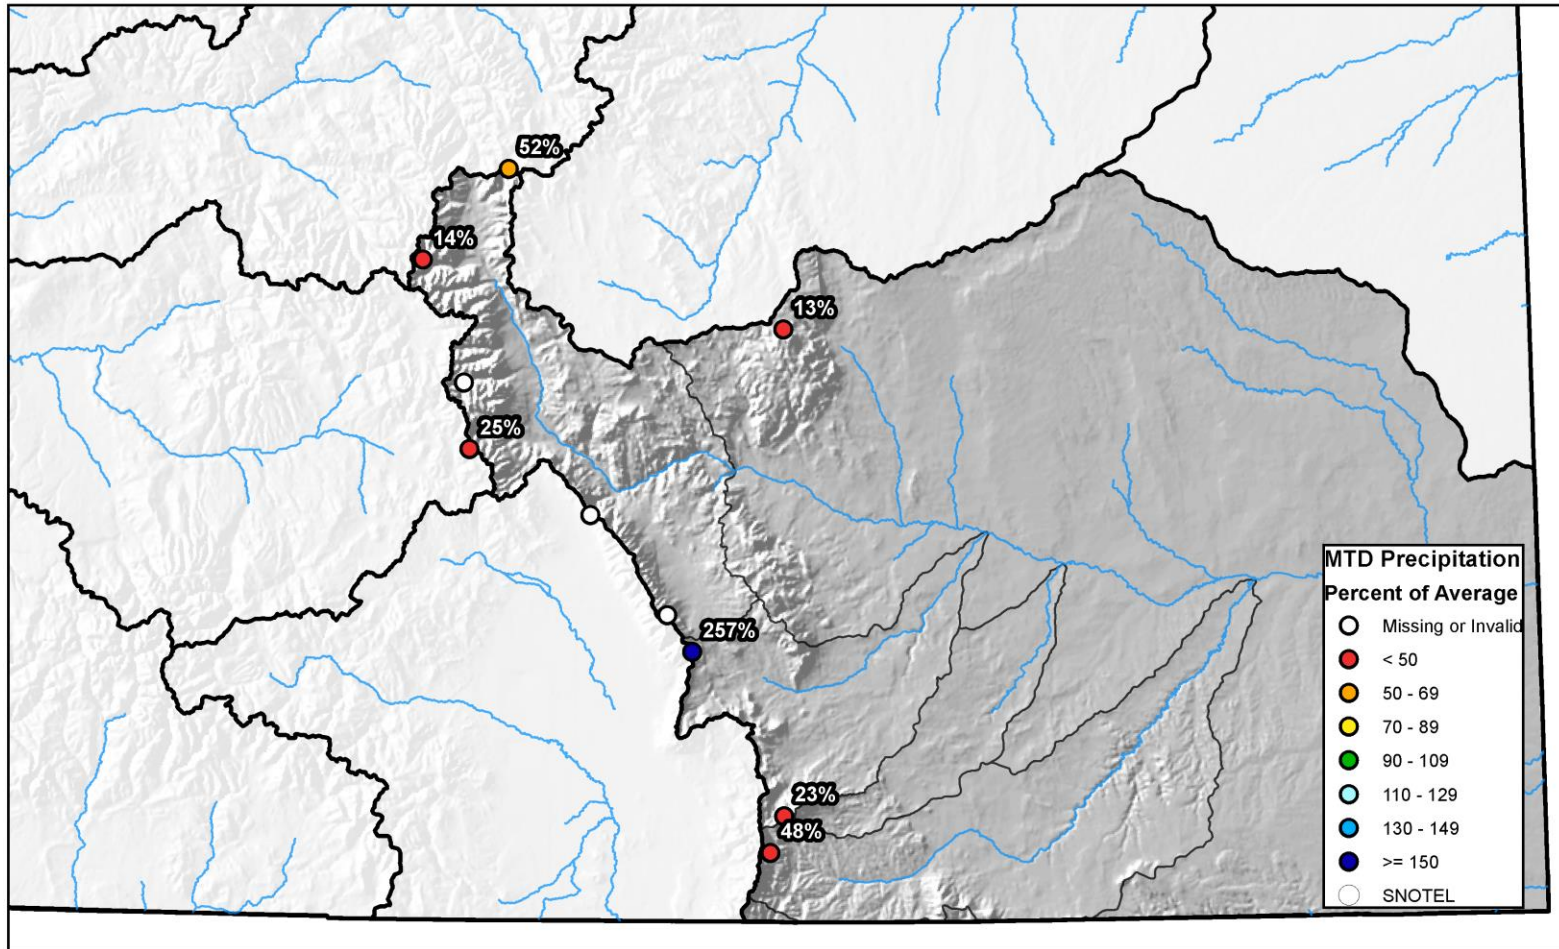 52%
14%
13%
25%
257%
23%
48%
MTD Precipitation
Percent of Average
Missing or Invalid
< 50
50 - 69
70 - 89
90 - 109
110 - 129
130 - 149
>= 150
SNOTEL